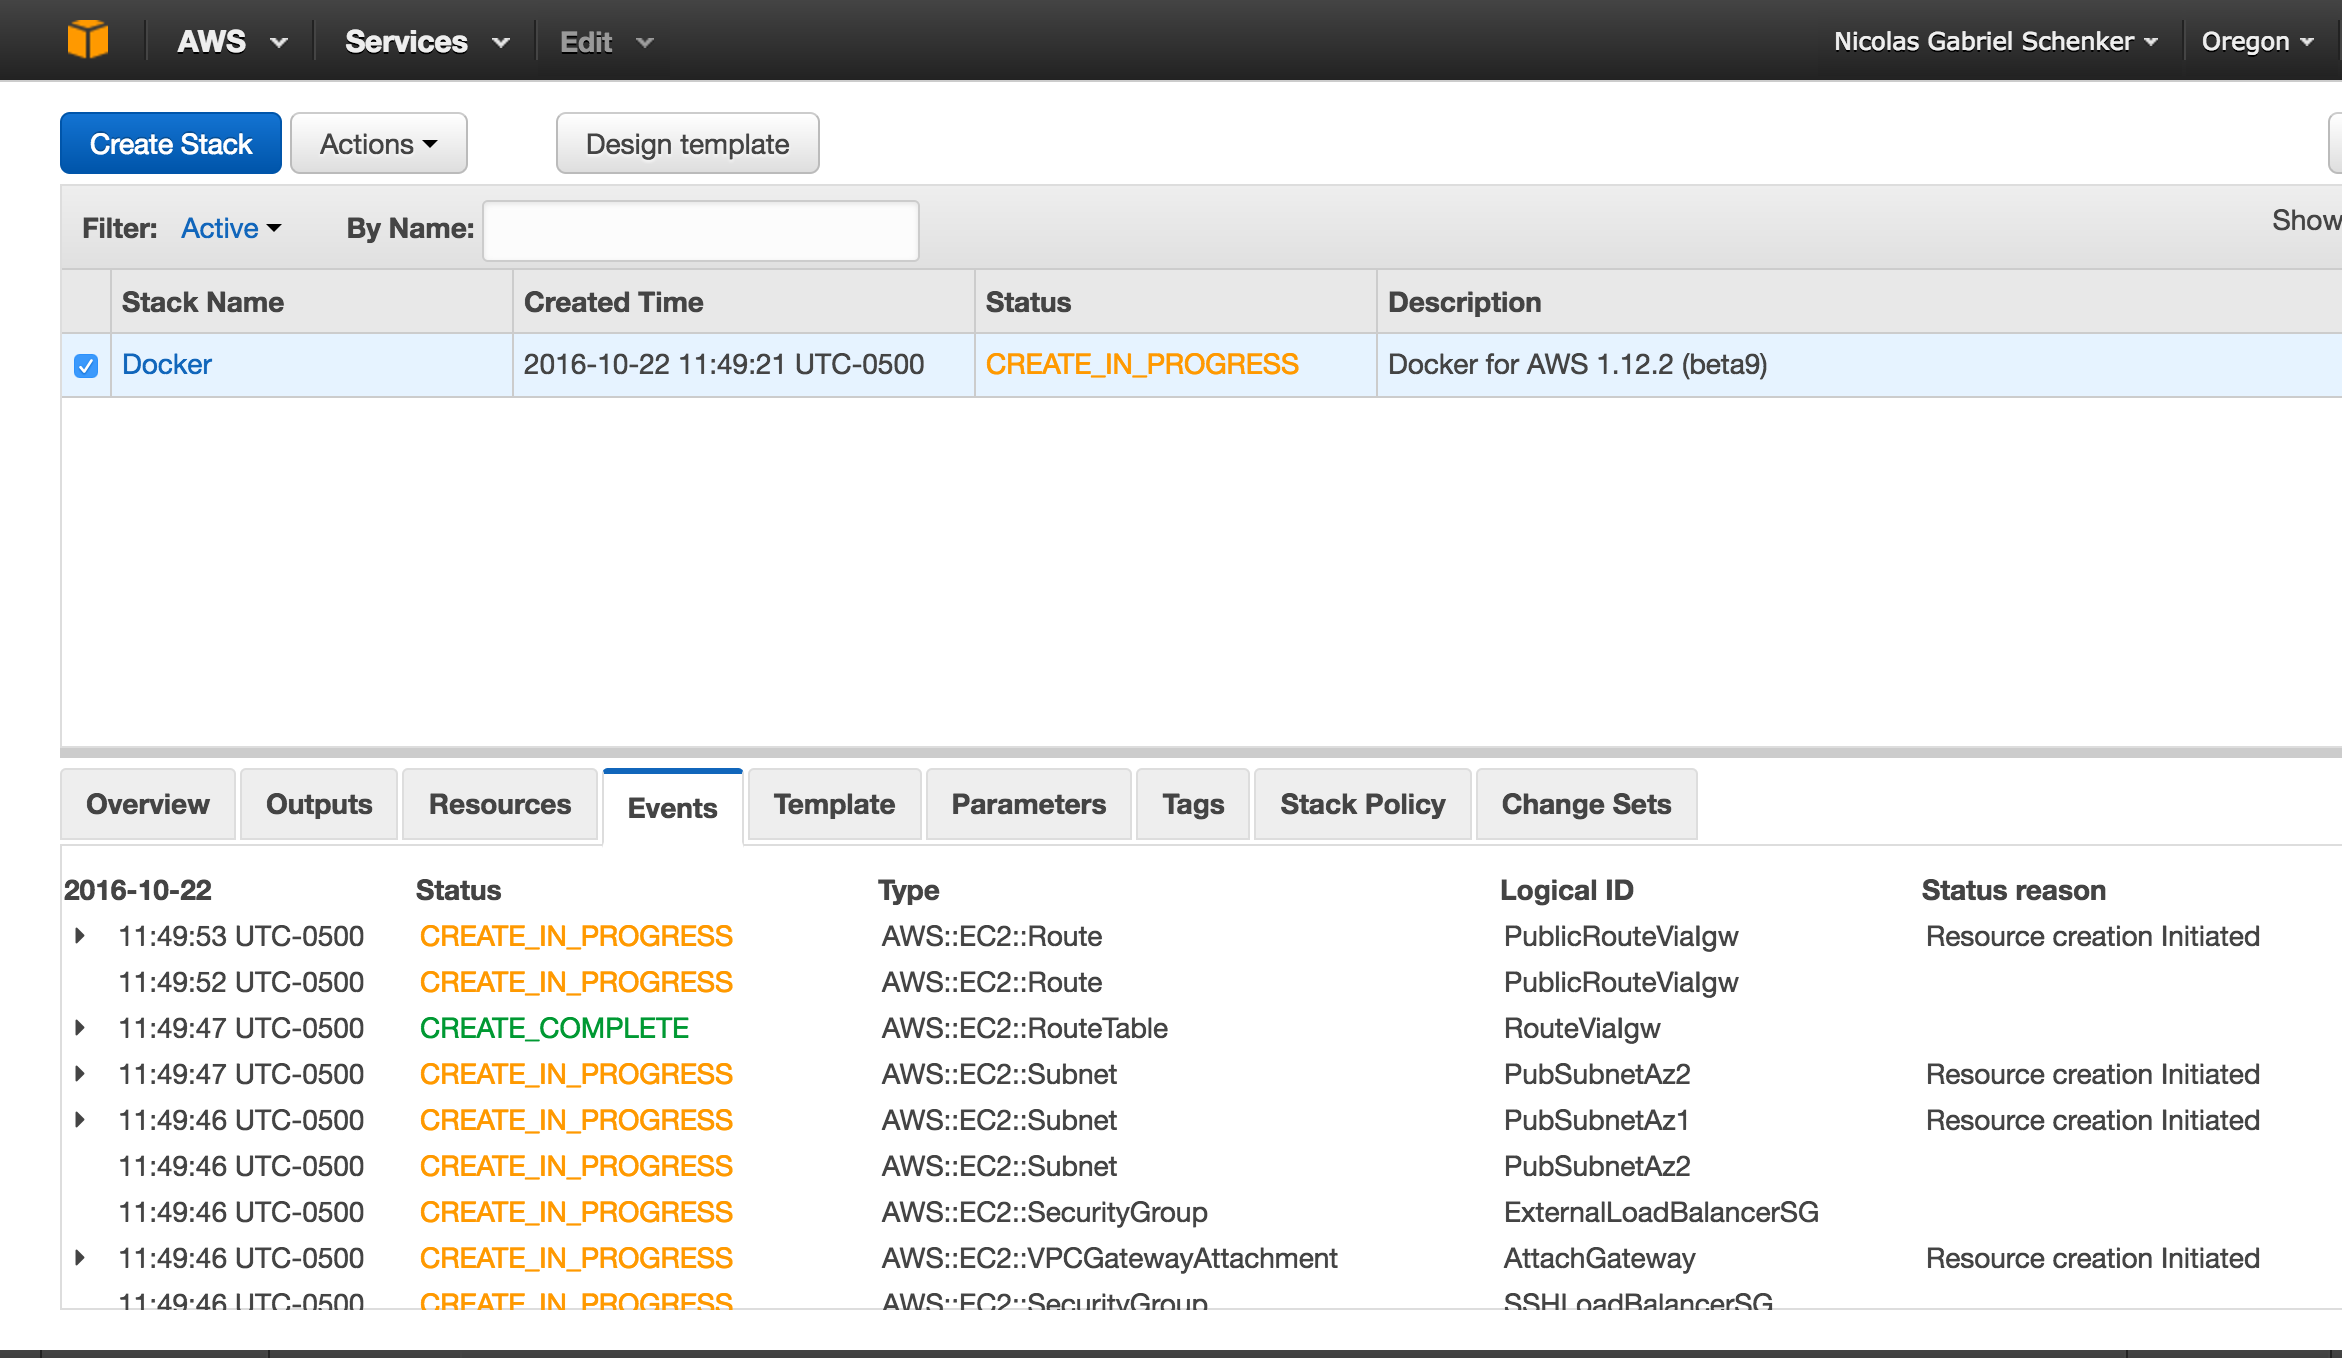 AWS Services Edit Nicolas Gabriel Schenker Oregon
Create Stack Actions Design template
Filter: Active By Name: Show
Stack Name Created Time Status Description
Docker 2016-10-22 11:49:21 UTC-0500 CREATE_IN_PROGRESS Docker for AWS 1.12.2 (beta9)
Overview Outputs Resources Events Template Parameters Tags Stack Policy Change Sets
2016-10-22 Status Type Logical ID Status reason
11:49:53 UTC-0500 CREATE_IN_PROGRESS AWS::EC2::Route PublicRouteViaIgw Resource creation Initiated
11:49:52 UTC-0500 CREATE_IN_PROGRESS AWS::EC2::Route PublicRouteViaIgw
11:49:47 UTC-0500 CREATE_COMPLETE AWS::EC2::RouteTable RouteViaIgw
11:49:47 UTC-0500 CREATE_IN_PROGRESS AWS::EC2::Subnet PubSubnetAz2 Resource creation Initiated
11:49:46 UTC-0500 CREATE_IN_PROGRESS AWS::EC2::Subnet PubSubnetAz1 Resource creation Initiated
11:49:46 UTC-0500 CREATE_IN_PROGRESS AWS::EC2::Subnet PubSubnetAz2
11:49:46 UTC-0500 CREATE_IN_PROGRESS AWS::EC2::SecurityGroup ExternalLoadBalancerSG
11:49:46 UTC-0500 CREATE_IN_PROGRESS AWS::EC2::VPCGatewayAttachment AttachGateway Resource creation Initiated
11:49:46 UTC-0500 CREATE_IN_PROGRESS AWS::EC2::SecurityGroup SSHLoadBalancerSG